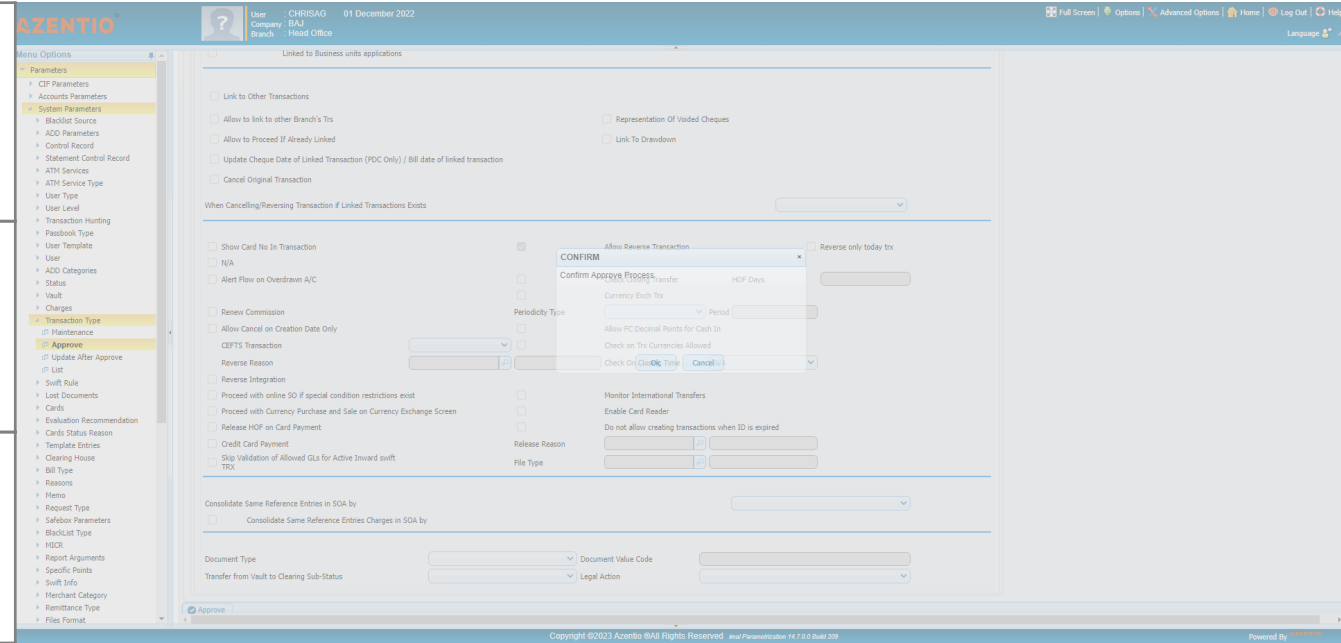 AZENTIO
User : CHRISAG 01 December 2022
Company : BAJ
Branch : Head Office
Full Screen | Options | Advanced Options | Home | Log Out | Help
Language
Menu Options
Parameters
CIF Parameters
Accounts Parameters
System Parameters
Blacklist Source
ADD Parameters
Control Record
Statement Control Record
ATM Services
ATM Service Type
User Type
User Level
Transaction Hunting
Passbook Type
User Template
User
ADD Categories
Status
Vault
Charges
Transaction Type
Maintenance
Approve
Update After Approve
List
Swift Rule
Lost Documents
Cards
Evaluation Recommendation
Cards Status Reason
Template Entries
Clearing House
Bill Type
Reasons
Memo
Request Type
Safebox Parameters
BlackList Type
MICR
Report Arguments
Specific Points
Swift Info
Merchant Category
Remittance Type
Files Format
Linked to Business units applications
Link to Other Transactions
Allow to link to other Branch's Trs
Representation Of Voided Cheques
Allow to Proceed If Already Linked
Link To Drawdown
Update Cheque Date of Linked Transaction (PDC Only) / Bill date of linked transaction
Cancel Original Transaction
When Cancelling/Reversing Transaction if Linked Transactions Exists
Show Card No In Transaction
Allow Reverse Transaction
Reverse only today trx
N/A
CONFIRM ×
Confirm Approve Process.
Alert Flow on Overdrawn A/C
Check Closing Transfer
HOF Days
Currency Exch Trx
Renew Commission
Periodicity Type
Period
Allow Cancel on Creation Date Only
Allow FC Decimal Points for Cash In
CEFTS Transaction
Check on Trx Currencies Allowed
Reverse Reason
Check On Time
Ok
Cancel
Reverse Integration
Proceed with online SO if special condition restrictions exist
Monitor International Transfers
Proceed with Currency Purchase and Sale on Currency Exchange Screen
Enable Card Reader
Release HOF on Card Payment
Do not allow creating transactions when ID is expired
Credit Card Payment
Release Reason
Skip Validation of Allowed GLs for Active Inward swift
TRX
File Type
Consolidate Same Reference Entries in SOA by
Consolidate Same Reference Entries Charges in SOA by
Document Type
Document Value Code
Transfer from Vault to Clearing Sub-Status
Legal Action
Approve
Copyright ©2023 Azentio ®All Rights Reserved imal Parametrization 14.7.0.0 Build 209
Powered By